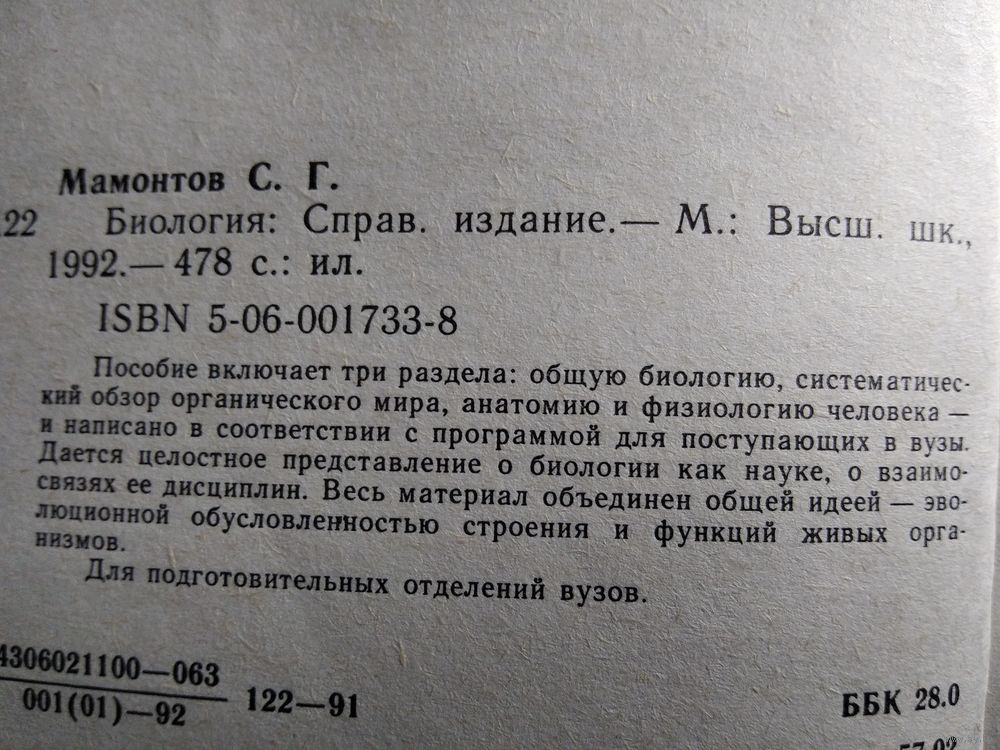 Мамонтов С. Г.
22 Биология: Справ. издание.— М.: Высш. шк.,
1992.— 478 с.: ил.
ISBN 5-06-001733-8
Пособие включает три раздела: общую биологию, систематичес-
кий обзор органического мира, анатомию и физиологию человека —
и написано в соответствии с программой для поступающих в вузы.
Дается целостное представление о биологии как науке, о взаимо-
связях ее дисциплин. Весь материал объединен общей идеей — эво-
люционной обусловленностью строения и функций живых орга-
низмов.
Для подготовительных отделений вузов.
4306021100—063
001(01)—92
122—91
ББК 28.0